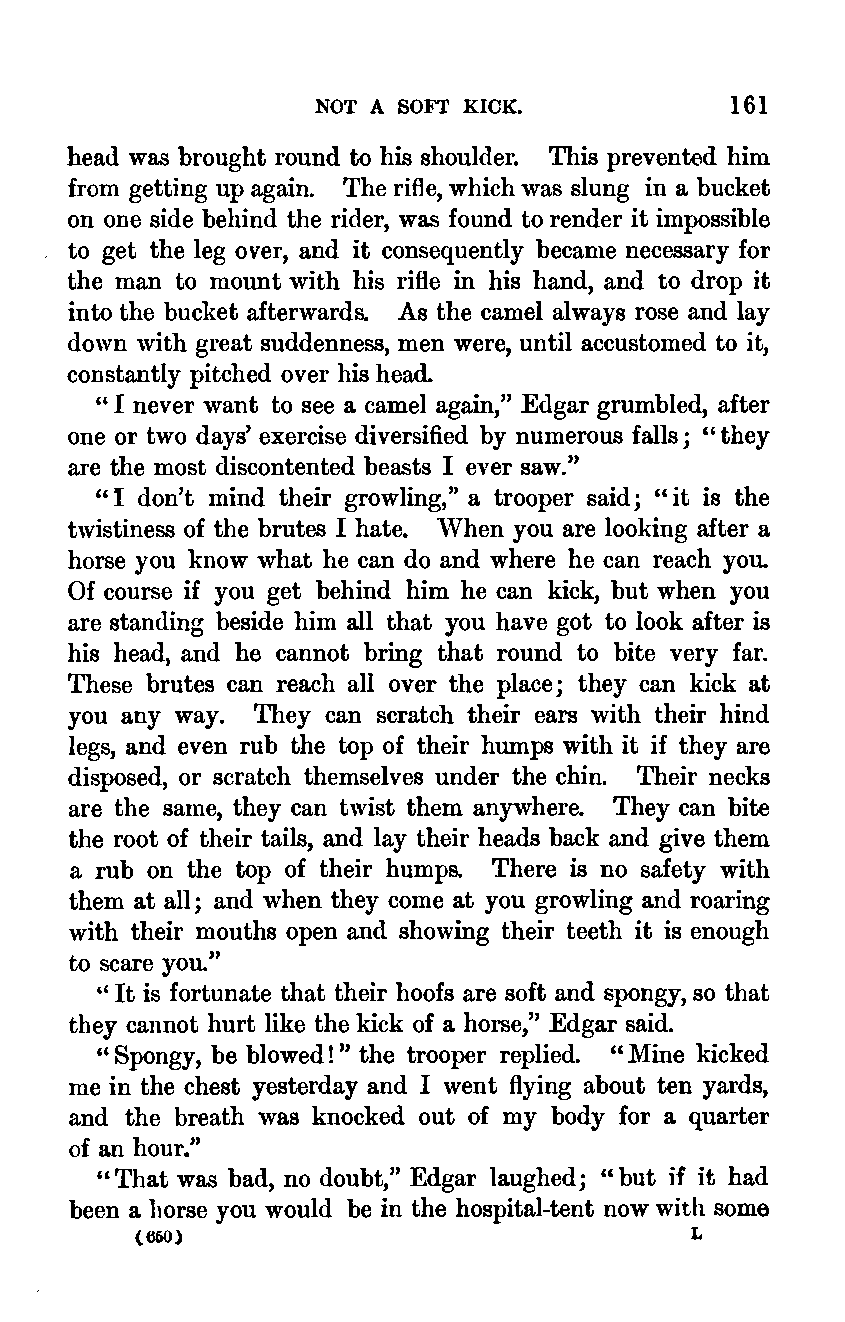 NOT A SOFT KICK. 161
head was brought round to his shoulder. This prevented him
from getting up again. The rifle, which was slung in a bucket
on one side behind the rider, was found to render it impossible
to get the leg over, and it consequently became necessary for
the man to mount with his rifle in his hand, and to drop it
into the bucket afterwards. As the camel always rose and lay
down with great suddenness, men were, until accustomed to it,
constantly pitched over his head.
“I never want to see a camel again,” Edgar grumbled, after
one or two days’ exercise diversified by numerous falls; “they
are the most discontented beasts I ever saw.”
“I don’t mind their growling,” a trooper said; “it is the
twistiness of the brutes I hate. When you are looking after a
horse you know what he can do and where he can reach you.
Of course if you get behind him he can kick, but when you
are standing beside him all that you have got to look after is
his head, and he cannot bring that round to bite very far.
These brutes can reach all over the place; they can kick at
you any way. They can scratch their ears with their hind
legs, and even rub the top of their humps with it if they are
disposed, or scratch themselves under the chin. Their necks
are the same, they can twist them anywhere. They can bite
the root of their tails, and lay their heads back and give them
a rub on the top of their humps. There is no safety with
them at all; and when they come at you growling and roaring
with their mouths open and showing their teeth it is enough
to scare you.”
“It is fortunate that their hoofs are soft and spongy, so that
they cannot hurt like the kick of a horse,” Edgar said.
“Spongy, be blowed!” the trooper replied. “Mine kicked
me in the chest yesterday and I went flying about ten yards,
and the breath was knocked out of my body for a quarter
of an hour.”
“That was bad, no doubt,” Edgar laughed; “but if it had
been a horse you would be in the hospital-tent now with some
(650) L